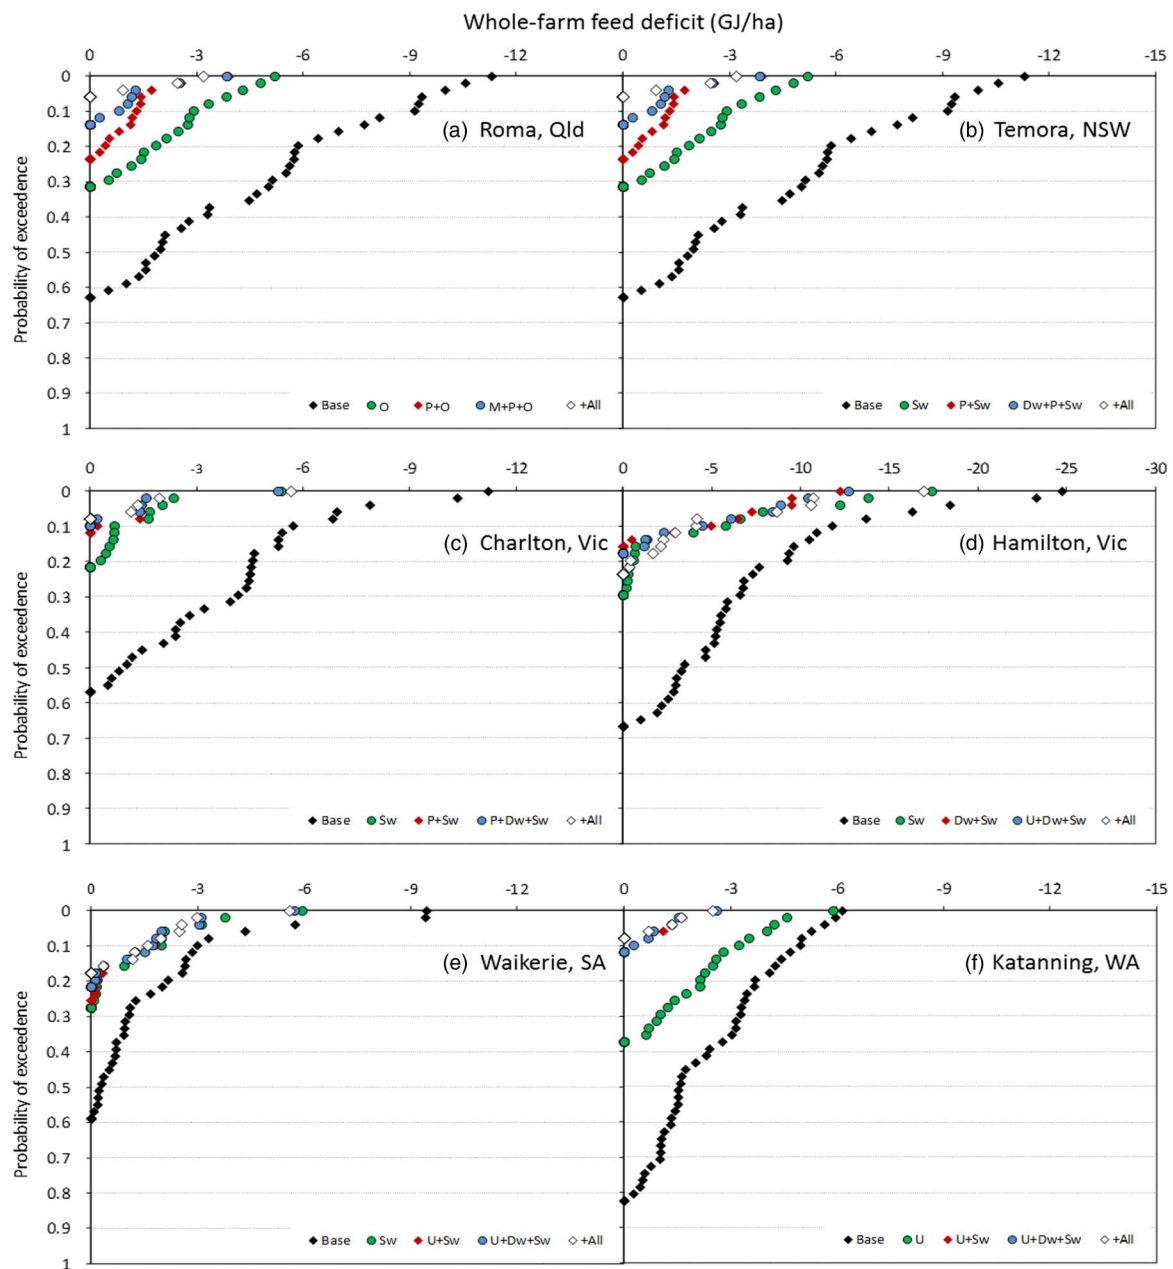 Whole-farm feed deficit (GJ/ha)
0 -3 -6 -9 -12 0 -3 -6 -9 -12 -15
Probability of exceedence
0
0.1
0.2
0.3
0.4
0.5
0.6
0.7
0.8
0.9
1
(a) Roma, Qld
(b) Temora, NSW
Base O P+O M+P+O +All
Base Sw P+Sw Dw+P+Sw +All
0 -3 -6 -9 -12 0 -5 -10 -15 -20 -25 -30
Probability of exceedence
0
0.1
0.2
0.3
0.4
0.5
0.6
0.7
0.8
0.9
1
(c) Charlton, Vic
(d) Hamilton, Vic
Base Sw P+Sw P+Dw+Sw +All
Base Sw Dw+Sw U+Dw+Sw +All
0 -3 -6 -9 -12 0 -3 -6 -9 -12 -15
Probability of exceedence
0
0.1
0.2
0.3
0.4
0.5
0.6
0.7
0.8
0.9
1
(e) Waikerie, SA
(f) Katanning, WA
Base Sw U+Sw U+Dw+Sw +All
Base U U+Sw U+Dw+Sw +All